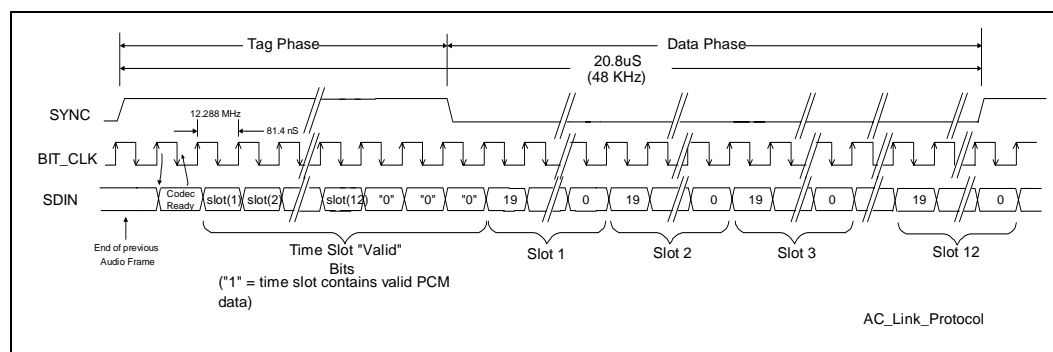 Tag Phase Data Phase
20.8uS
(48 KHz)
SYNC
12.288 MHz
81.4 nS
BIT_CLK
SDIN Codec Ready slot(1) slot(2) slot(12) "0" "0" "0" 19 0 19 0 19 0 19 0
End of previous
Audio Frame
Time Slot "Valid"
Bits
("1" = time slot contains valid PCM
data)
Slot 1 Slot 2 Slot 3 Slot 12
AC_Link_Protocol